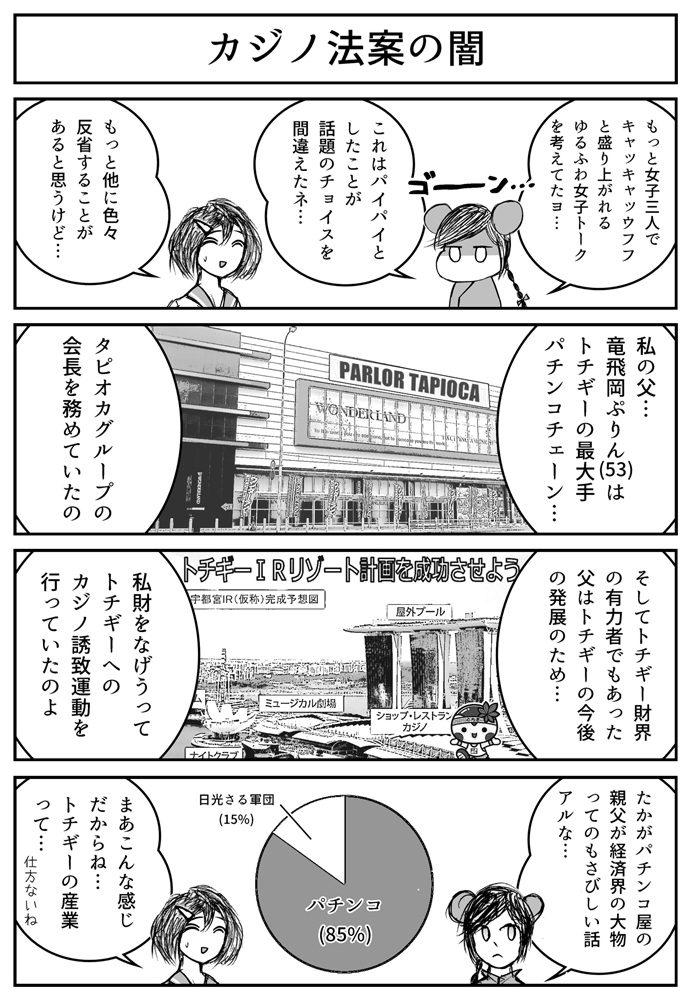 カジノ法案の闇
もっと女子三人で
キャッキャッウフフ
と盛り上がれる
ゆるふわ女子トーク
を考えてたヨ…
ゴーーン…
これはパイパイと
したことが
話題のチョイスを
間違えたネ…
もっと他に色々
反省することが
あると思うけど…
私の父…
竜飛岡ぷりん(53)は
トチギーの最大手
パチンコチェーン…
PARLOR TAPIOCA
WONDERLAND
タピオカグループの
会長を務めていたの
そしてトチギー財界
の有力者でもあった
父はトチギーの今後
の発展のため…
トチギーIRリゾート計画を成功させよう
宇都宮IR(仮称)完成予想図
屋外プール
ミュージカル劇場
ショップ・レストラン
カジノ
ナイトクラブ
私財をなげうって
トチギーへの
カジノ誘致運動を
行っていたのよ
たかがパチンコ屋の
親父が経済界の大物
ってのもさびしい話
アルな…
日光さる軍団
(15%)
パチンコ
(85%)
まあこんな感じ
だからね…
トチギーの産業
って…
仕方ないね